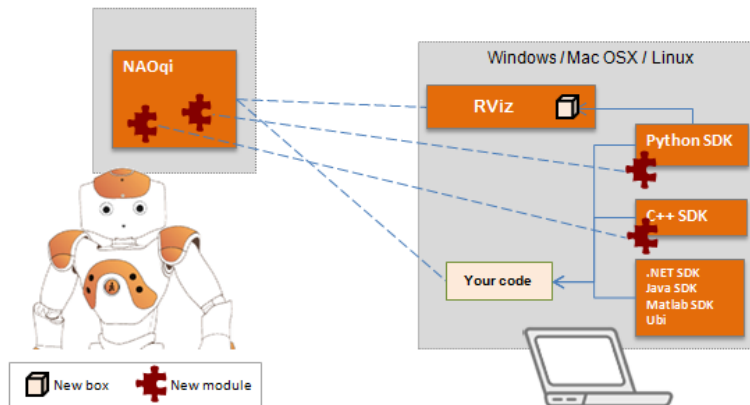 NAOqi
Windows / Mac OSX / Linux
RViz
Python SDK
C++ SDK
Your code
.NET SDK
Java SDK
Matlab SDK
Ubi
New box
New module